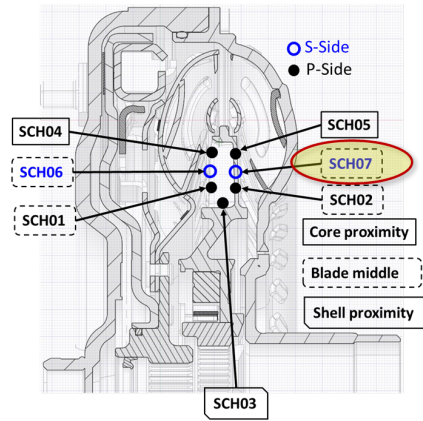 S-Side
P-Side
SCH04
SCH05
SCH06
SCH07
SCH01
SCH02
Core proximity
Blade middle
Shell proximity
SCH03